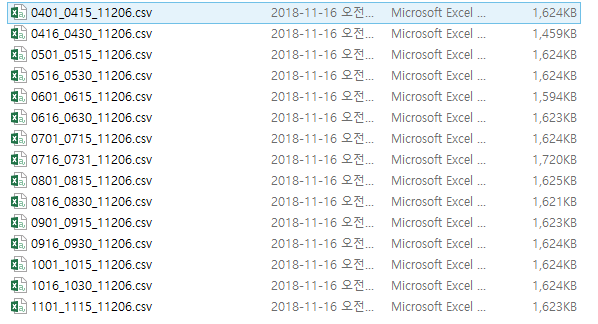 0401_0415_11206.csv 2018-11-16 오전... Microsoft Excel ... 1,624KB
0416_0430_11206.csv 2018-11-16 오전... Microsoft Excel ... 1,459KB
0501_0515_11206.csv 2018-11-16 오전... Microsoft Excel ... 1,624KB
0516_0530_11206.csv 2018-11-16 오전... Microsoft Excel ... 1,624KB
0601_0615_11206.csv 2018-11-16 오전... Microsoft Excel ... 1,594KB
0616_0630_11206.csv 2018-11-16 오전... Microsoft Excel ... 1,623KB
0701_0715_11206.csv 2018-11-16 오전... Microsoft Excel ... 1,624KB
0716_0731_11206.csv 2018-11-16 오전... Microsoft Excel ... 1,720KB
0801_0815_11206.csv 2018-11-16 오전... Microsoft Excel ... 1,625KB
0816_0830_11206.csv 2018-11-16 오전... Microsoft Excel ... 1,621KB
0901_0915_11206.csv 2018-11-16 오전... Microsoft Excel ... 1,623KB
0916_0930_11206.csv 2018-11-16 오전... Microsoft Excel ... 1,624KB
1001_1015_11206.csv 2018-11-16 오전... Microsoft Excel ... 1,624KB
1016_1030_11206.csv 2018-11-16 오전... Microsoft Excel ... 1,624KB
1101_1115_11206.csv 2018-11-16 오전... Microsoft Excel ... 1,623KB